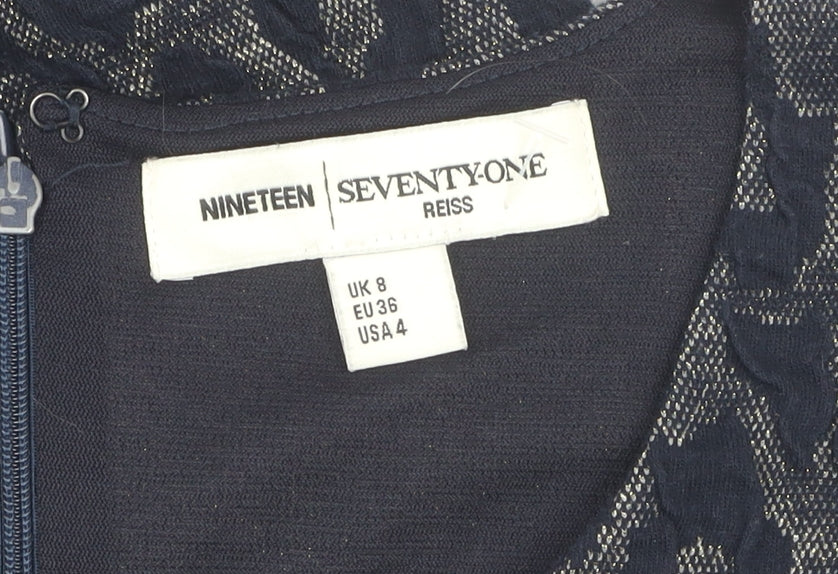 NINETEEN | SEVENTY-ONE
REISS
UK 8
EU 36
USA 4